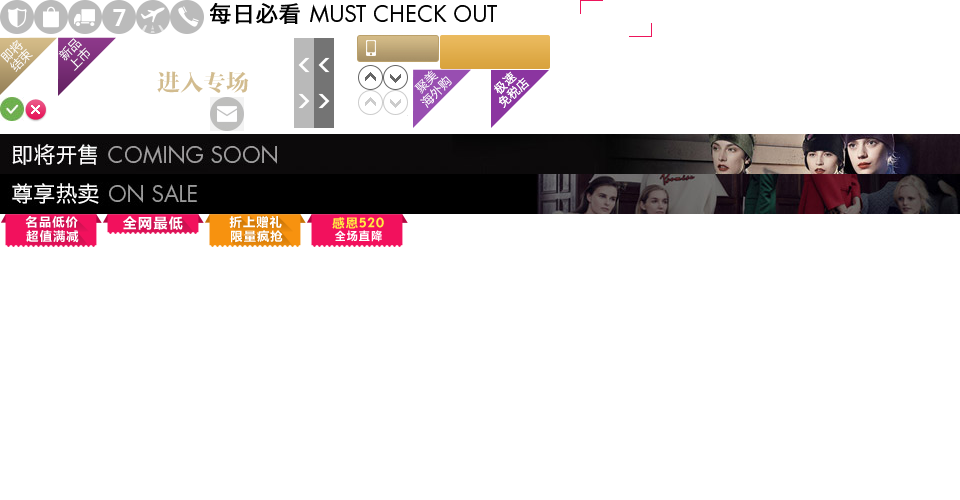 7
每日必看 MUST CHECK OUT
即将
结束
新品
上市
进入专场
聚美
海外购
极速
免税店
即将开售 COMING SOON
尊享热卖 ON SALE
名品低价
超值满减
全网最低
折上赠礼
限量疯抢
感恩520
全场直降